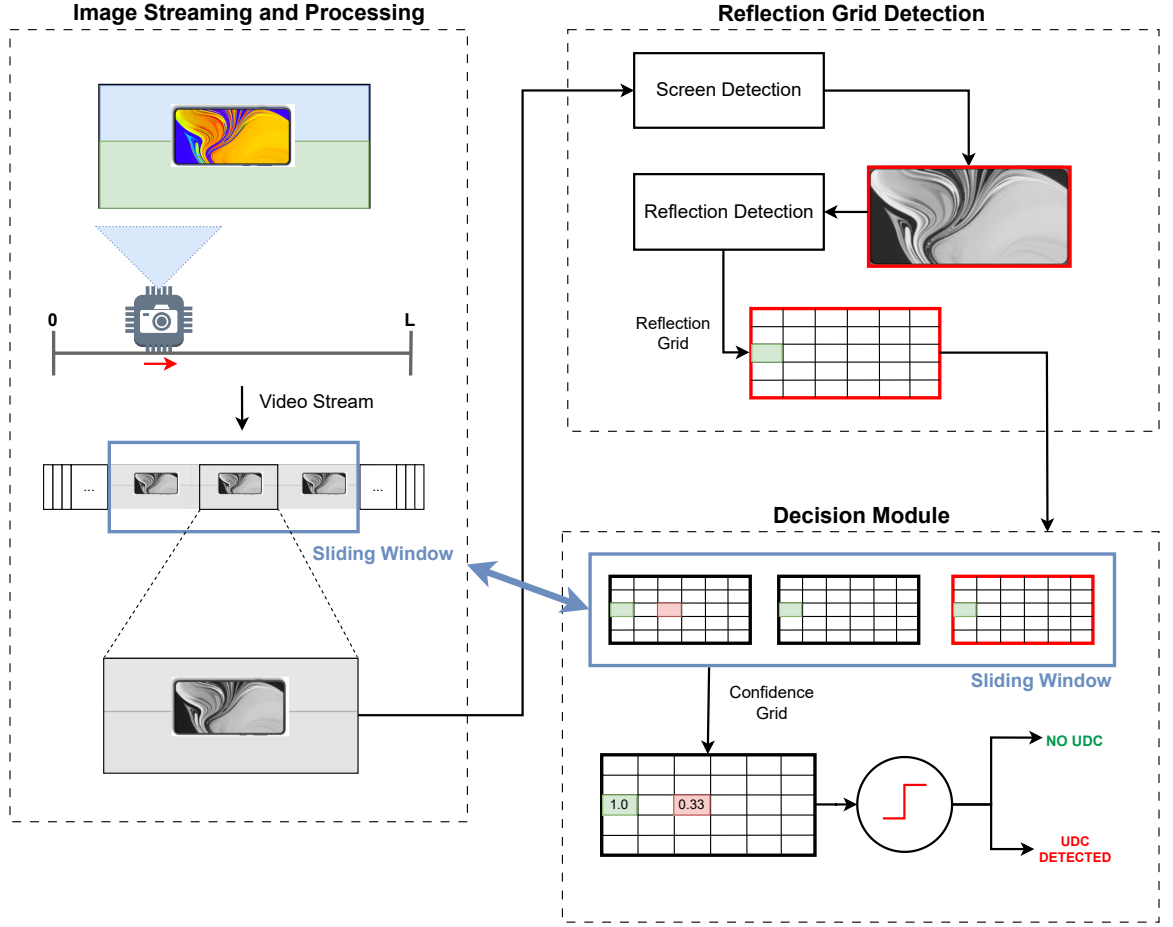 Image Streaming and Processing
0
L
Video Stream
...
...
Sliding Window
Reflection Grid Detection
Screen Detection
Reflection Detection
Reflection
Grid
Decision Module
Sliding Window
Confidence
Grid
1.0
0.33
NO UDC
UDC
DETECTED